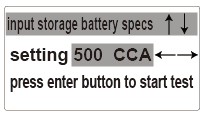 input storage battery specs ↑↓
setting 500 CCA ←→
press enter button to start test